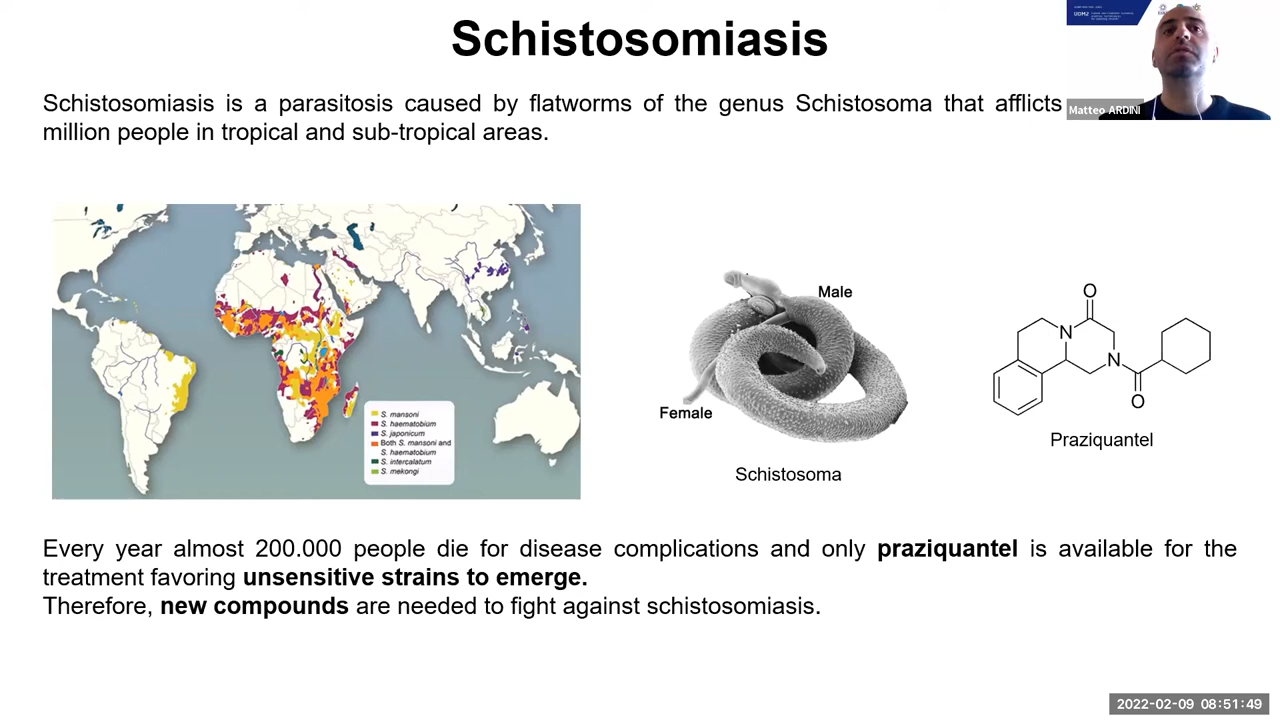 Schistosomiasis
Schistosomiasis is a parasitosis caused by flatworms of the genus Schistosoma that afflicts
million people in tropical and sub-tropical areas.
UDM2
Matteo ARDINI
S. mansoni
S. haematobium
S. japonicum
Both S. mansoni and
S. haematobium
S. intercalatum
S. mekongi
Male
Female
Schistosoma
O
N
N
O
Praziquantel
Every year almost 200.000 people die for disease complications and only praziquantel is available for the
treatment favoring unsensitive strains to emerge.
Therefore, new compounds are needed to fight against schistosomiasis.
2022-02-09 08:51:49